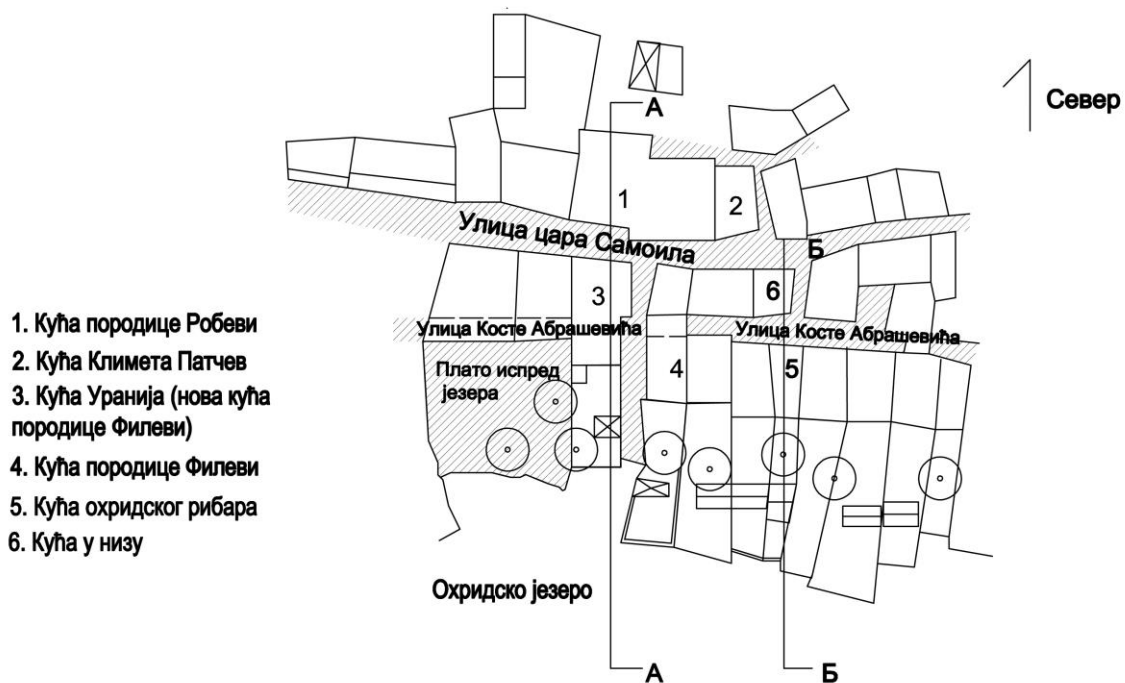 А
Север
1
2
Улица цара Самоила
Б
3
6
1. Кућа породице Робеви
Улица Косте Абрашевића
Улица Косте Абрашевића
2. Кућа Климета Патчев
Плато испред
језера
4
5
3. Кућа Уранија (нова кућа
породице Филеви)
4. Кућа породице Филеви
5. Кућа охридског рибара
6. Кућа у низу
Охридско језеро
А
Б